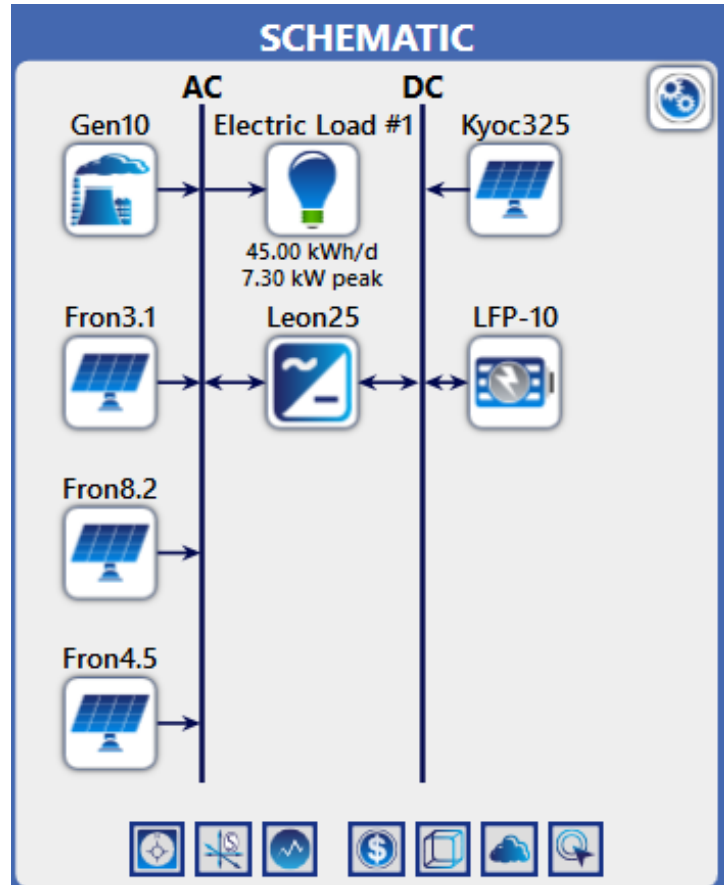 SCHEMATIC
AC
DC
Gen10
Electric Load #1
Kyoc325
45.00 kWh/d
7.30 kW peak
Fron3.1
Leon25
LFP-10
Fron8.2
Fron4.5
S
$